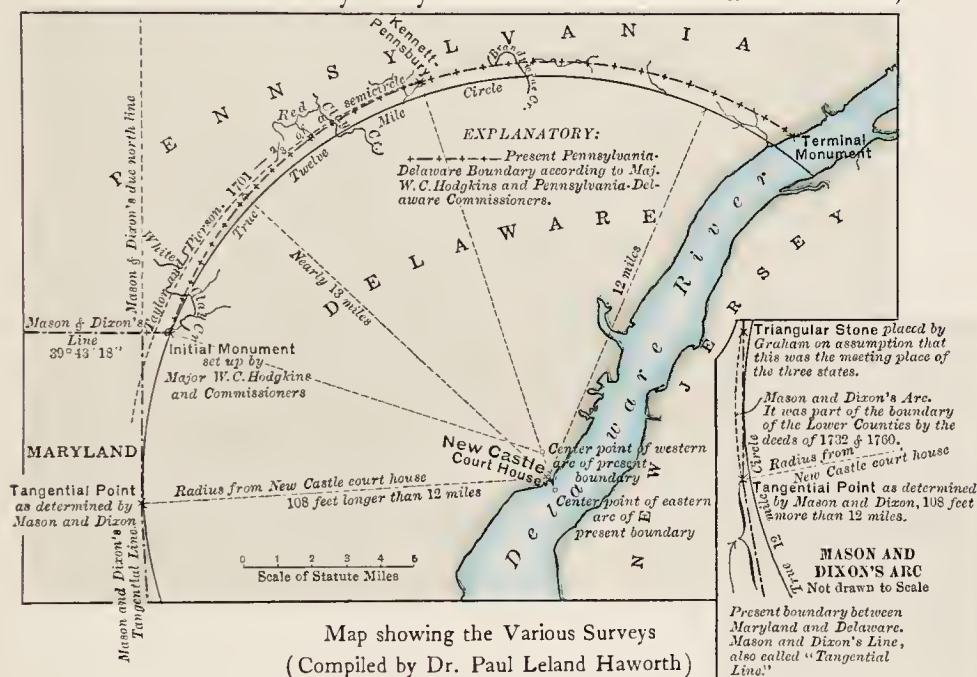 PENNSYLVANIA
Kennett-
Pennsbury
Brandywine Cr.
Red
Clay
Cr.
2/3 of a semicircle
Twelve Mile Circle
True
Taylor and Pierson, 1701
White
Clay Cr.
Mason & Dixon's due north line
EXPLANATORY:
Present Pennsylvania-
Delaware Boundary according to Maj.
W.C. Hodgkins and Pennsylvania-Del-
aware Commissioners.
Terminal
Monument
DELAWARE
Nearly 13 miles
12 miles
Delaware River
NEW JERSEY
Mason & Dixon's
Line
39°43'18"
Initial Monument
set up by
Major W.C. Hodgkins
and Commissioners
MARYLAND
New Castle
Court House
Center point of western
arc of present
boundary
Center point of eastern
arc of
present boundary
Tangential Point
as determined by
Mason and Dixon
Radius from New Castle court house
108 feet longer than 12 miles
Mason and Dixon's
Tangential Line
0 1 2 3 4 5
Scale of Statute Miles
Triangular Stone placed by
Graham on assumption that
this was the meeting place of
the three states.
Mason and Dixon's Arc.
It was part of the boundary
of the Lower Counties by the
deeds of 1732 & 1760.
Radius from
New Castle court house
Tangential Point as determined
by Mason and Dixon, 108 feet
more than 12 miles.
True 12 mile Circle
MASON AND
DIXON'S ARC
Not drawn to Scale
Present boundary between
Maryland and Delaware.
Mason and Dixon's Line,
also called "Tangential
Line."
Map showing the Various Surveys
(Compiled by Dr. Paul Leland Haworth)